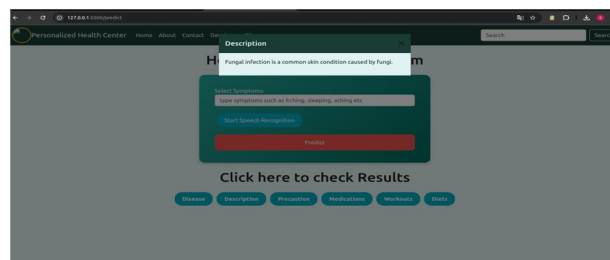 127.0.0.1:5000/predict
Personalized Health Center Home About Contact
Search
Description
Fungal infection is a common skin condition caused by fungi.
Select Symptoms:
type symptoms such as itching, sleeping, aching etc
Start Speech Recognition
Predict
Click here to check Results
Disease Description Precaution Medications Workouts Diets